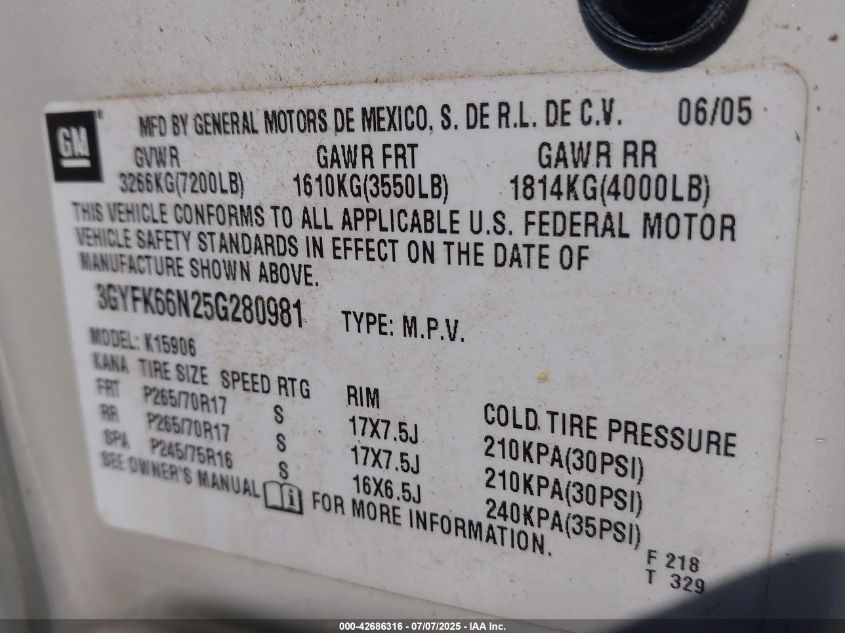 GM®
MFD BY GENERAL MOTORS DE MEXICO, S. DE R.L. DE C.V. 06/05
GVWR GAWR FRT GAWR RR
3266KG(7200LB) 1610KG(3550LB) 1814KG(4000LB)
THIS VEHICLE CONFORMS TO ALL APPLICABLE U.S. FEDERAL MOTOR
VEHICLE SAFETY STANDARDS IN EFFECT ON THE DATE OF
MANUFACTURE SHOWN ABOVE.
3GYFK66N25G280981 TYPE: M.P.V.
MODEL: K15906
KANA TIRE SIZE SPEED RTG RIM COLD TIRE PRESSURE
FRT P265/70R17 S 17X7.5J 210KPA(30PSI)
RR P265/70R17 S 17X7.5J 210KPA(30PSI)
SPA P245/75R16 S 16X6.5J 240KPA(35PSI)
SEE OWNER'S MANUAL FOR MORE INFORMATION.
F 218
T 329
000-42686316 - 07/07/2025 - IAA Inc.